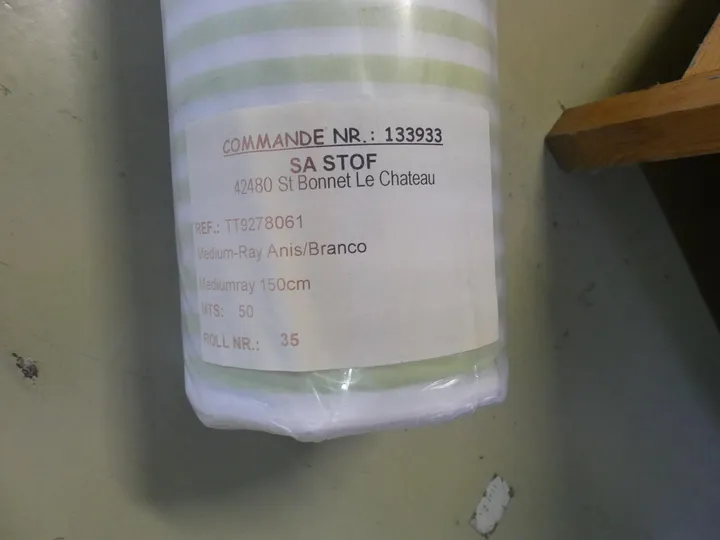 COMMANDE NR.: 133933
SA STOF
42480 St Bonnet Le Chateau
REF.: TT9278061
Medium-Ray Anis/Branco
Mediumray 150cm
MTS: 50
ROLL NR.: 35